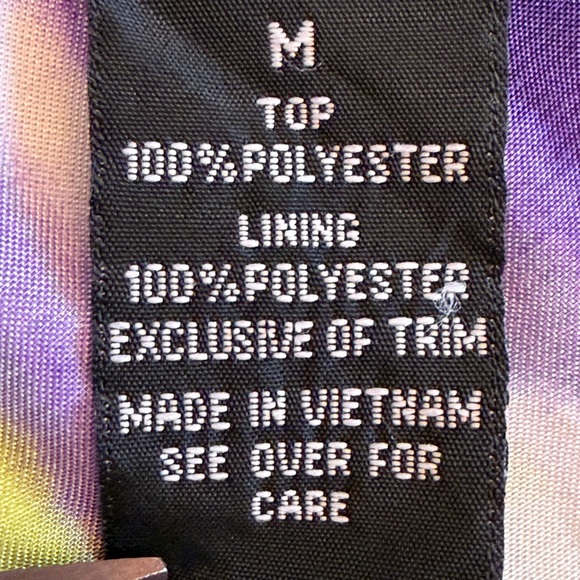 M
TOP
100%POLYESTER
LINING
100%POLYESTER
EXCLUSIVE OF TRIM
MADE IN VIETNAM
SEE OVER FOR
CARE